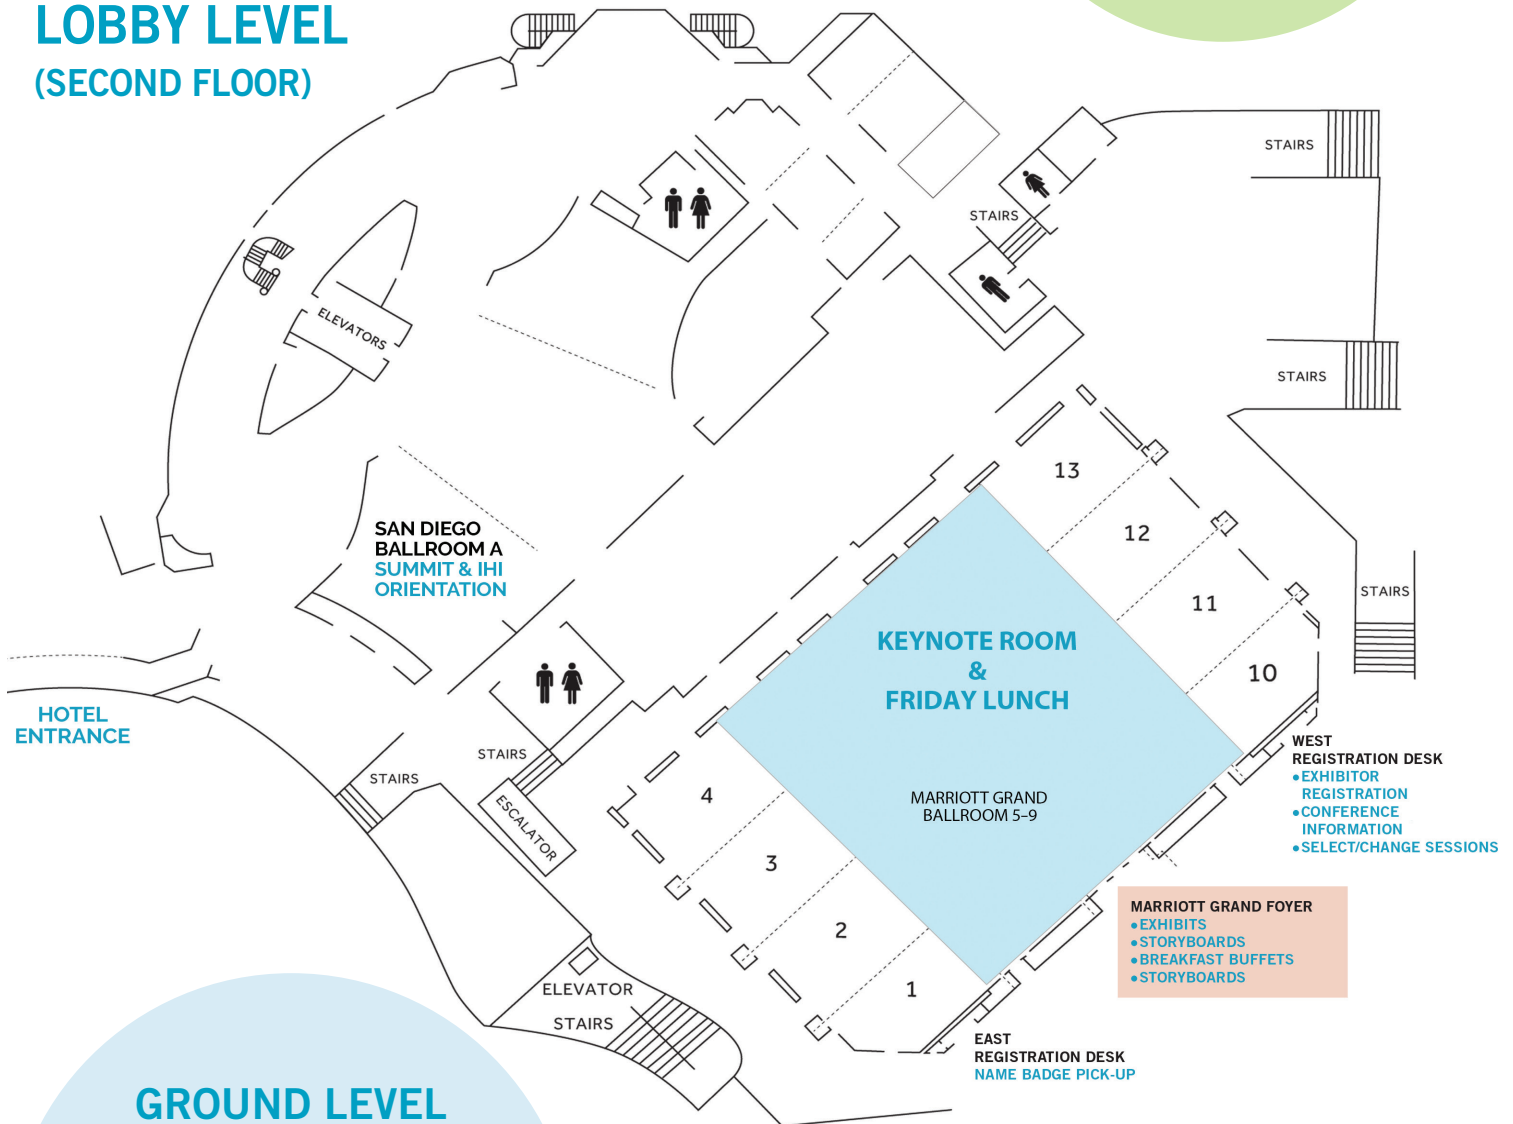 LOBBY LEVEL
(SECOND FLOOR)
STAIRS
STAIRS
ELEVATORS
STAIRS
13
12
11
10
SAN DIEGO
BALLROOM A
SUMMIT & IHI
ORIENTATION
STAIRS
KEYNOTE ROOM
&
FRIDAY LUNCH
HOTEL
ENTRANCE
STAIRS
STAIRS
ESCALATOR
4
3
2
1
MARRIOTT GRAND
BALLROOM 5–9
WEST
REGISTRATION DESK
•EXHIBITOR
REGISTRATION
•CONFERENCE
INFORMATION
•SELECT/CHANGE SESSIONS
MARRIOTT GRAND FOYER
•EXHIBITS
•STORYBOARDS
•BREAKFAST BUFFETS
•STORYBOARDS
ELEVATOR
STAIRS
EAST
REGISTRATION DESK
NAME BADGE PICK-UP
GROUND LEVEL